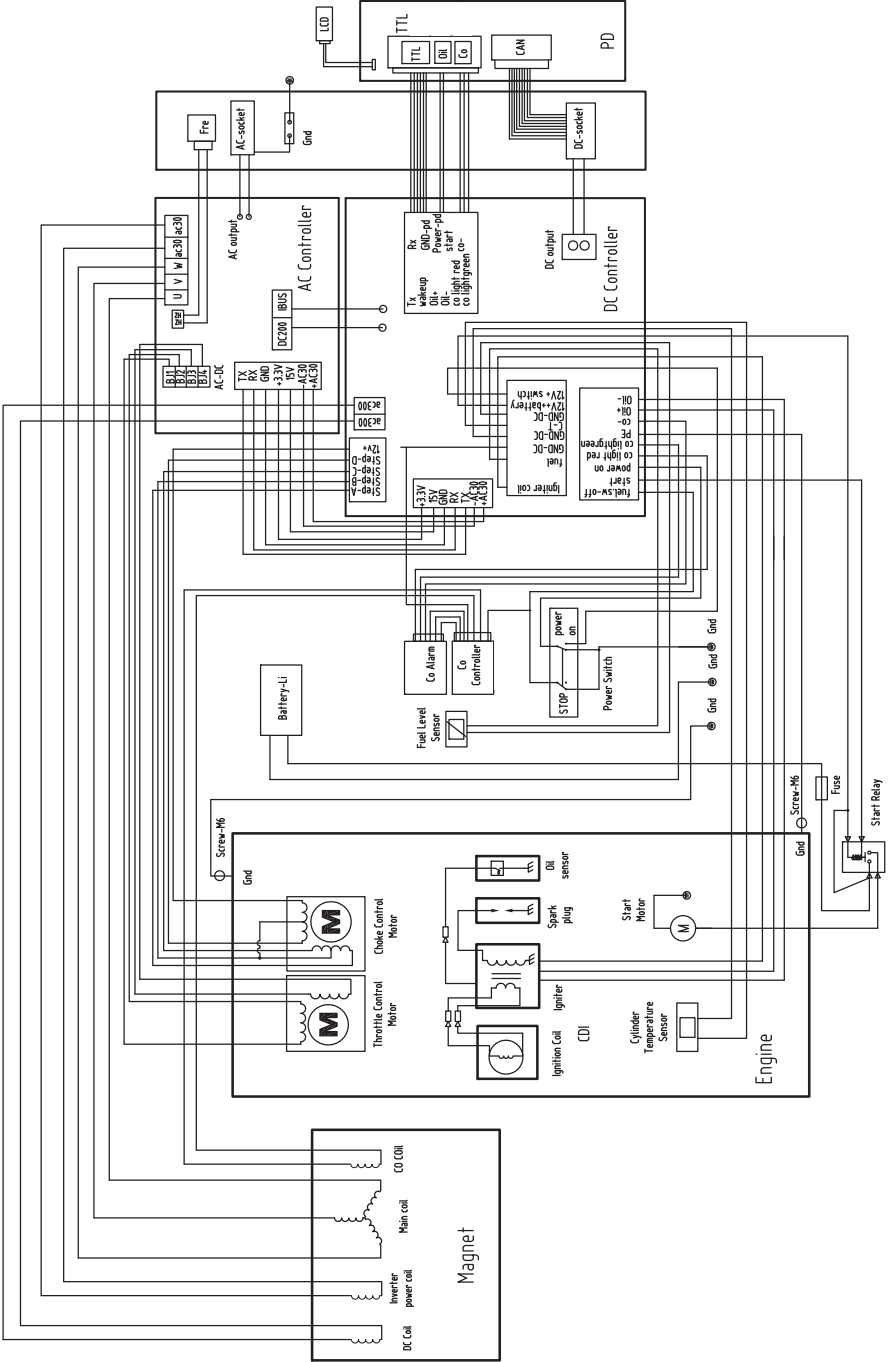 LCD
TTL
TTL
Oil
Co
CAN
PD
Fre
AC-socket
Gnd
DC-socket
U
V
W
ac30
ac30
AC output
AC Controller
Rx
GND-pd
Power-pd
start
co-
Tx
wakeup
Oil+
Oil-
co light red
co lightgreen
DC output
DC Controller
IBUS
DC200
BJ1
BJ2
BJ3
BJ4
AC-DC
TX
RX
GND
+3.3V
15V
-AC30
+AC30
ac300
ac300
12v+
Step-D
Step-C
Step-B
Step-A
+3.3V
15V
GND
RX
TX
-AC30
+AC30
12V+ switch
12V++battery
GND-DC
C-T
GND-DC
GND-DC
fuel
Igniter coil
Oil-
Oil+
co-
PE
co lightgreen
co light red
power on
start
fuel.sw-off
Co Alarm
Co
Controller
power
on
STOP
Power Switch
Gnd
Gnd
Gnd
Battery-Li
Fuel Level
Sensor
Screw-M6
Gnd
Screw-M6
Gnd
Fuse
Start Relay
M
Choke Control
Motor
M
Throttle Control
Motor
Oil
sensor
Spark
plug
Igniter
Ignition Coil
CDI
Start
Motor
M
Cylinder
Temperature
Sensor
Engine
CO COil
Main coil
Inverter
power coil
DC Coil
Magnet